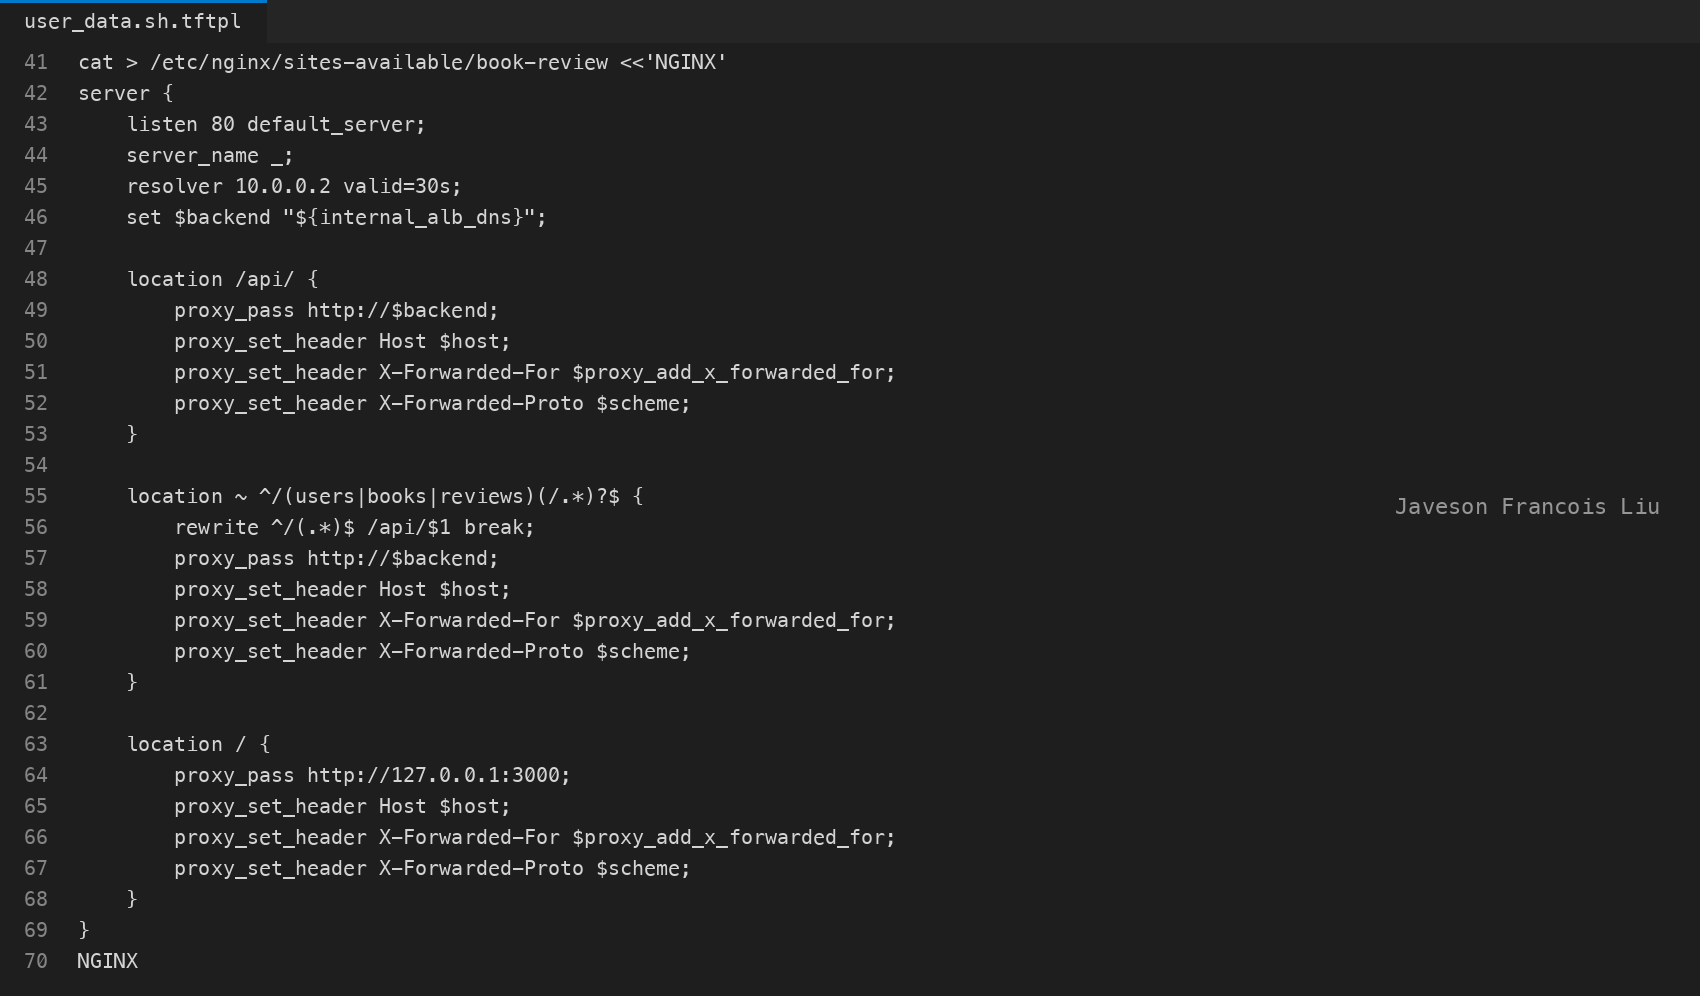 user_data.sh.tftpl
41 cat > /etc/nginx/sites-available/book-review <<'NGINX'
42 server {
43     listen 80 default_server;
44     server_name _;
45     resolver 10.0.0.2 valid=30s;
46     set $backend "${internal_alb_dns}";
47
48     location /api/ {
49         proxy_pass http://$backend;
50         proxy_set_header Host $host;
51         proxy_set_header X-Forwarded-For $proxy_add_x_forwarded_for;
52         proxy_set_header X-Forwarded-Proto $scheme;
53     }
54
55     location ~ ^/(users|books|reviews)(/.*)?$ {
Javeson Francois Liu
56         rewrite ^/(.*)$ /api/$1 break;
57         proxy_pass http://$backend;
58         proxy_set_header Host $host;
59         proxy_set_header X-Forwarded-For $proxy_add_x_forwarded_for;
60         proxy_set_header X-Forwarded-Proto $scheme;
61     }
62
63     location / {
64         proxy_pass http://127.0.0.1:3000;
65         proxy_set_header Host $host;
66         proxy_set_header X-Forwarded-For $proxy_add_x_forwarded_for;
67         proxy_set_header X-Forwarded-Proto $scheme;
68     }
69 }
70 NGINX